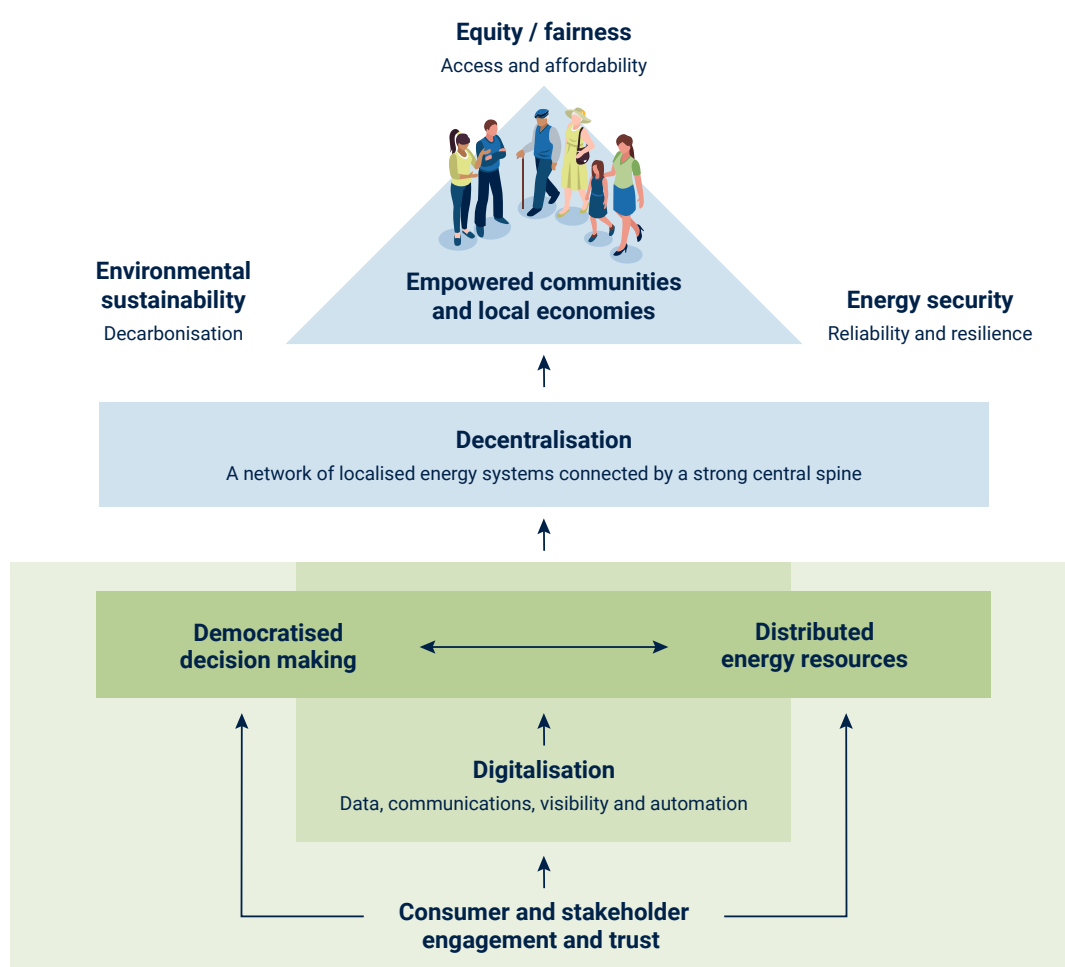 Equity / fairness
Access and affordability
Environmental
sustainability
Decarbonisation
Empowered communities
and local economies
Energy security
Reliability and resilience
Decentralisation
A network of localised energy systems connected by a strong central spine
Democratised
decision making
Distributed
energy resources
Digitalisation
Data, communications, visibility and automation
Consumer and stakeholder
engagement and trust